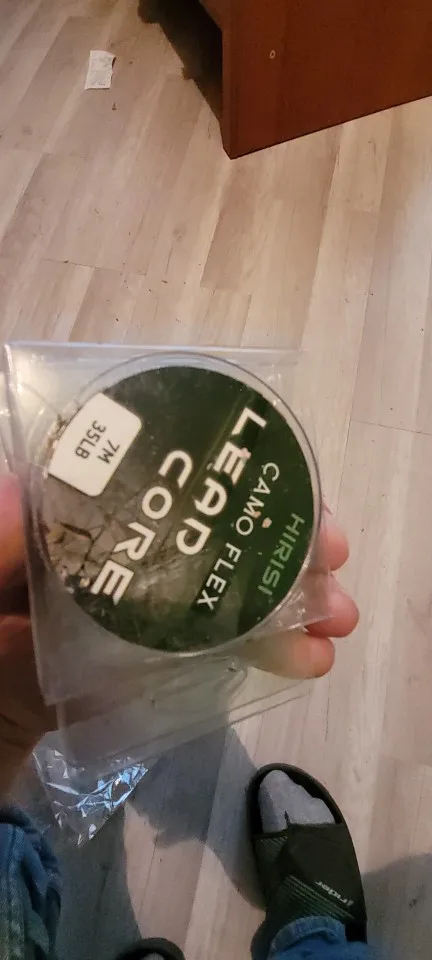 HIRISI
CAMO FLEX
LEAD
CORE
7M
35LB